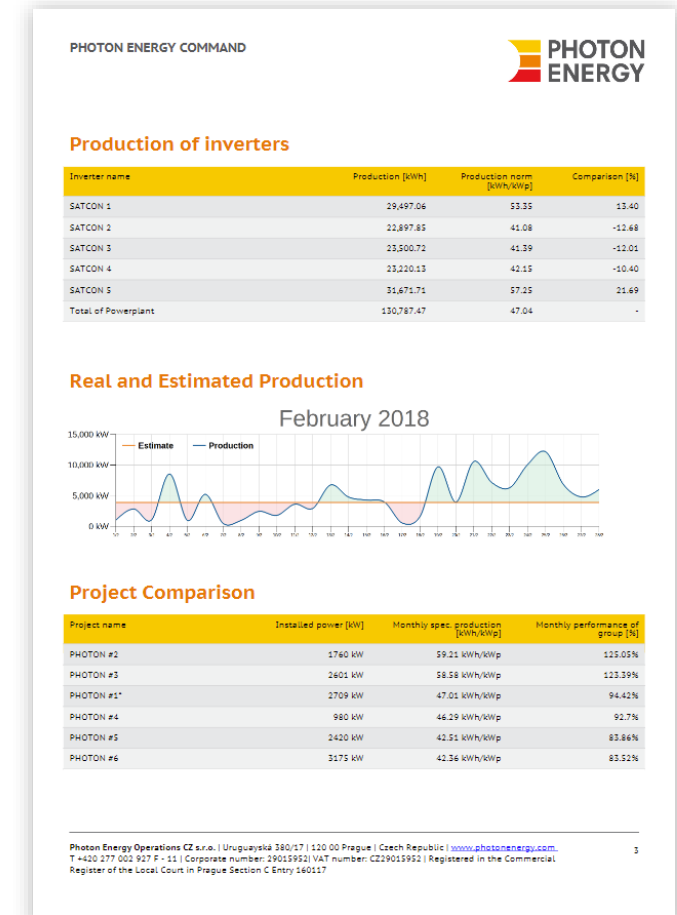 PHOTON ENERGY COMMAND
PHOTON
ENERGY
Production of inverters
Inverter name Production [kWh] Production norm [kWh/kWp] Comparison [%]
SATCON 1 29,497.06 53.35 13.40
SATCON 2 22,897.85 41.08 -12.68
SATCON 3 23,500.72 41.39 -12.01
SATCON 4 23,220.13 42.15 -10.40
SATCON 5 31,671.71 57.25 21.69
Total of Powerplant 130,787.47 47.04 -
Real and Estimated Production
February 2018
15,000 kW
Estimate Production
10,000 kW
5,000 kW
0 kW
Project Comparison
Project name Installed power [kW] Monthly spec. production [kWh/kWp] Monthly performance of group [%]
PHOTON #2 1760 kW 59.21 kWh/kWp 125.05%
PHOTON #3 2601 kW 58.58 kWh/kWp 123.39%
PHOTON #1* 2709 kW 47.01 kWh/kWp 94.42%
PHOTON #4 980 kW 46.29 kWh/kWp 92.7%
PHOTON #5 2420 kW 42.51 kWh/kWp 83.86%
PHOTON #6 3175 kW 42.36 kWh/kWp 83.52%
Photon Energy Operations CZ s.r.o. | Uruguayská 380/17 | 120 00 Prague | Czech Republic | www.photonenergy.com
3
T +420 277 002 927 F - 11 | Corporate number: 29015952| VAT number: CZ29015952 | Registered in the Commercial
Register of the Local Court in Prague Section C Entry 160117